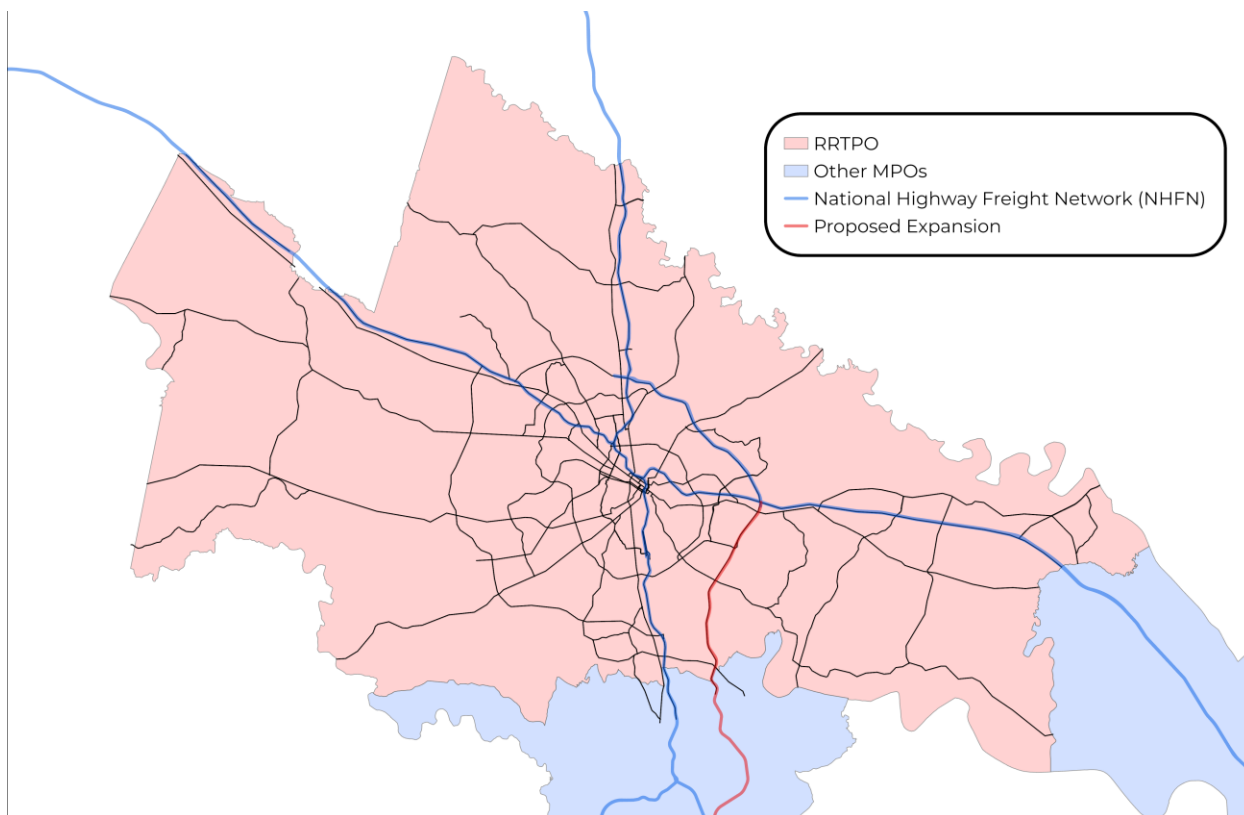 RRTPO
Other MPOs
National Highway Freight Network (NHFN)
Proposed Expansion